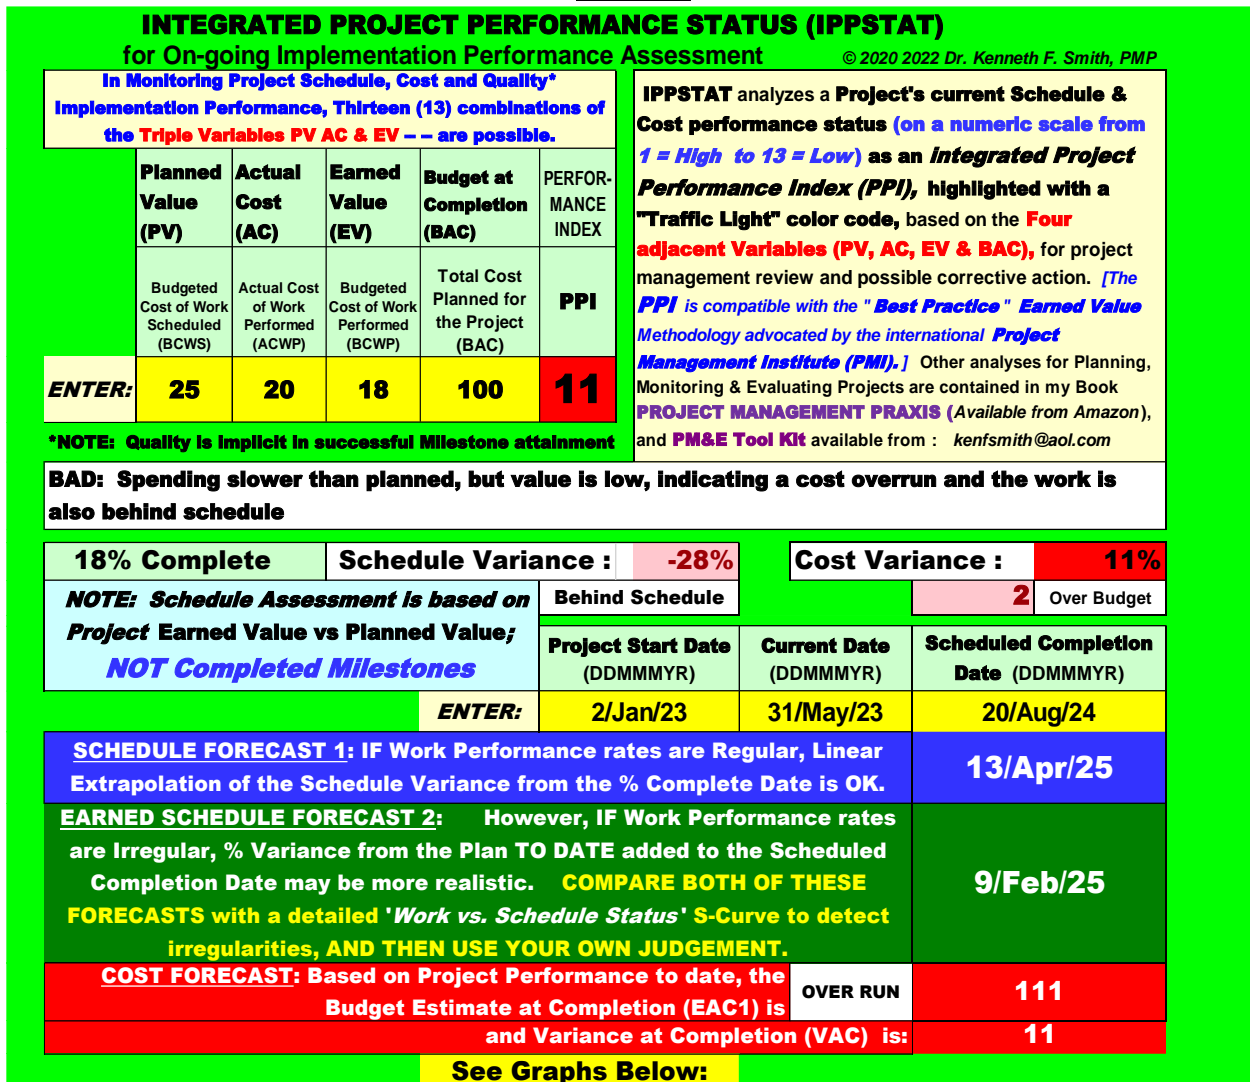 INTEGRATED PROJECT PERFORMANCE STATUS (IPPSTAT)
for On-going Implementation Performance Assessment
© 2020 2022 Dr. Kenneth F. Smith, PMP
In Monitoring Project Schedule, Cost and Quality*
Implementation Performance, Thirteen (13) combinations of
the Triple Variables PV AC & EV – – are possible.
Planned
Value
(PV)
Actual
Cost
(AC)
Earned
Value
(EV)
Budget at
Completion
(BAC)
PERFOR-
MANCE
INDEX
Budgeted
Cost of Work
Scheduled
(BCWS)
Actual Cost
of Work
Performed
(ACWP)
Budgeted
Cost of Work
Performed
(BCWP)
Total Cost
Planned for
the Project
(BAC)
PPI
ENTER:
25
20
18
100
11
*NOTE: Quality is implicit in successful Milestone attainment
IPPSTAT analyzes a Project's current Schedule &
Cost performance status (on a numeric scale from
1 = High to 13 = Low) as an integrated Project
Performance Index (PPI), highlighted with a
"Traffic Light" color code, based on the Four
adjacent Variables (PV, AC, EV & BAC), for project
management review and possible corrective action. [The
PPI is compatible with the " Best Practice " Earned Value
Methodology advocated by the international Project
Management Institute (PMI). ] Other analyses for Planning,
Monitoring & Evaluating Projects are contained in my Book
PROJECT MANAGEMENT PRAXIS (Available from Amazon),
and PM&E Tool Kit available from : kenfsmith@aol.com
BAD: Spending slower than planned, but value is low, indicating a cost overrun and the work is
also behind schedule
18% Complete
Schedule Variance :
-28%
Cost Variance :
11%
NOTE: Schedule Assessment is based on
Project Earned Value vs Planned Value;
NOT Completed Milestones
Behind Schedule
2
Over Budget
Project Start Date
(DDMMMYR)
Current Date
(DDMMMYR)
Scheduled Completion
Date (DDMMMYR)
ENTER:
2/Jan/23
31/May/23
20/Aug/24
SCHEDULE FORECAST 1: IF Work Performance rates are Regular, Linear
Extrapolation of the Schedule Variance from the % Complete Date is OK.
13/Apr/25
EARNED SCHEDULE FORECAST 2: However, IF Work Performance rates
are Irregular, % Variance from the Plan TO DATE added to the Scheduled
Completion Date may be more realistic. COMPARE BOTH OF THESE
FORECASTS with a detailed 'Work vs. Schedule Status' S-Curve to detect
irregularities, AND THEN USE YOUR OWN JUDGEMENT.
9/Feb/25
COST FORECAST: Based on Project Performance to date, the
Budget Estimate at Completion (EAC1) is
OVER RUN
111
and Variance at Completion (VAC) is:
11
See Graphs Below: